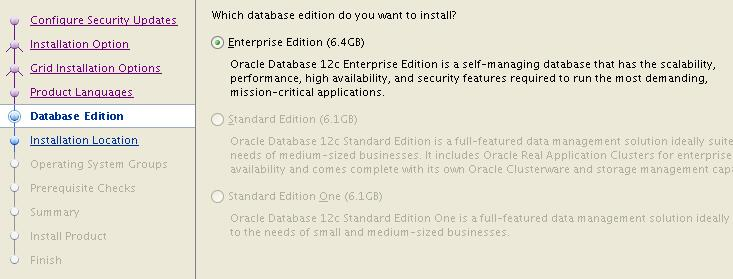 Which database edition do you want to install?
Configure Security Updates
Installation Option
Grid Installation Options
Product Languages
Database Edition
Installation Location
Operating System Groups
Prerequisite Checks
Summary
Install Product
Finish
Enterprise Edition (6.4GB)
Oracle Database 12c Enterprise Edition is a self-managing database that has the scalability,
performance, high availability, and security features required to run the most demanding,
mission-critical applications.
Standard Edition (6.1GB)
Oracle Database 12c Standard Edition is a full-featured data management solution ideally suite
needs of medium-sized businesses. It includes Oracle Real Application Clusters for enterprise
availability and comes complete with its own Oracle Clusterware and storage management cap
Standard Edition One (6.1GB)
Oracle Database 12c Standard Edition One is a full-featured data management solution ideally
to the needs of small and medium-sized businesses.